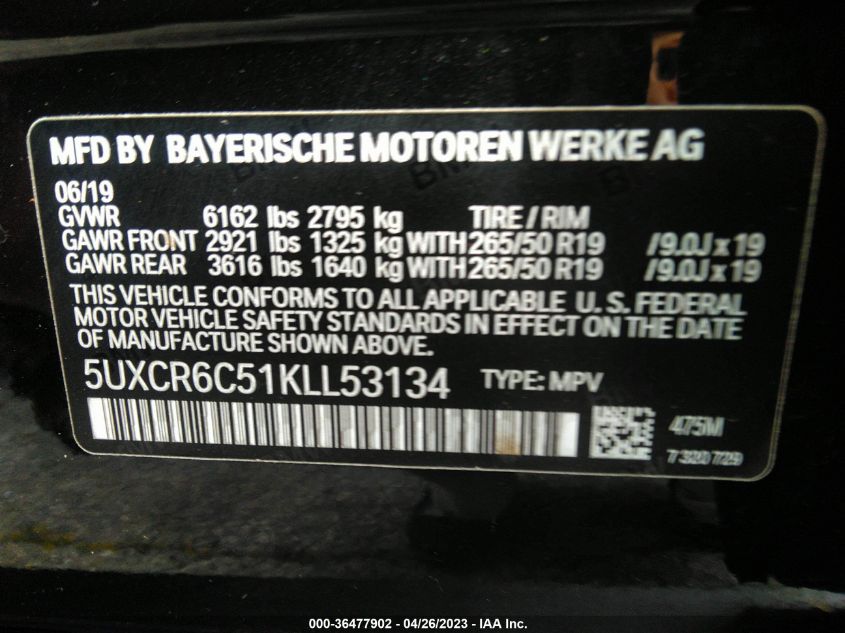 MFD BY BAYERISCHE MOTOREN WERKE AG
06/19
GVWR 6162 lbs 2795 kg TIRE / RIM
GAWR FRONT 2921 lbs 1325 kg WITH 265/50 R19 /9.0J x 19
GAWR REAR 3616 lbs 1640 kg WITH 265/50 R19 /9.0J x 19
THIS VEHICLE CONFORMS TO ALL APPLICABLE U.S. FEDERAL
MOTOR VEHICLE SAFETY STANDARDS IN EFFECT ON THE DATE
OF MANUFACTURE SHOWN ABOVE.
5UXCR6C51KLL53134 TYPE: MPV
475M
7320729
000-36477902 - 04/26/2023 - IAA Inc.